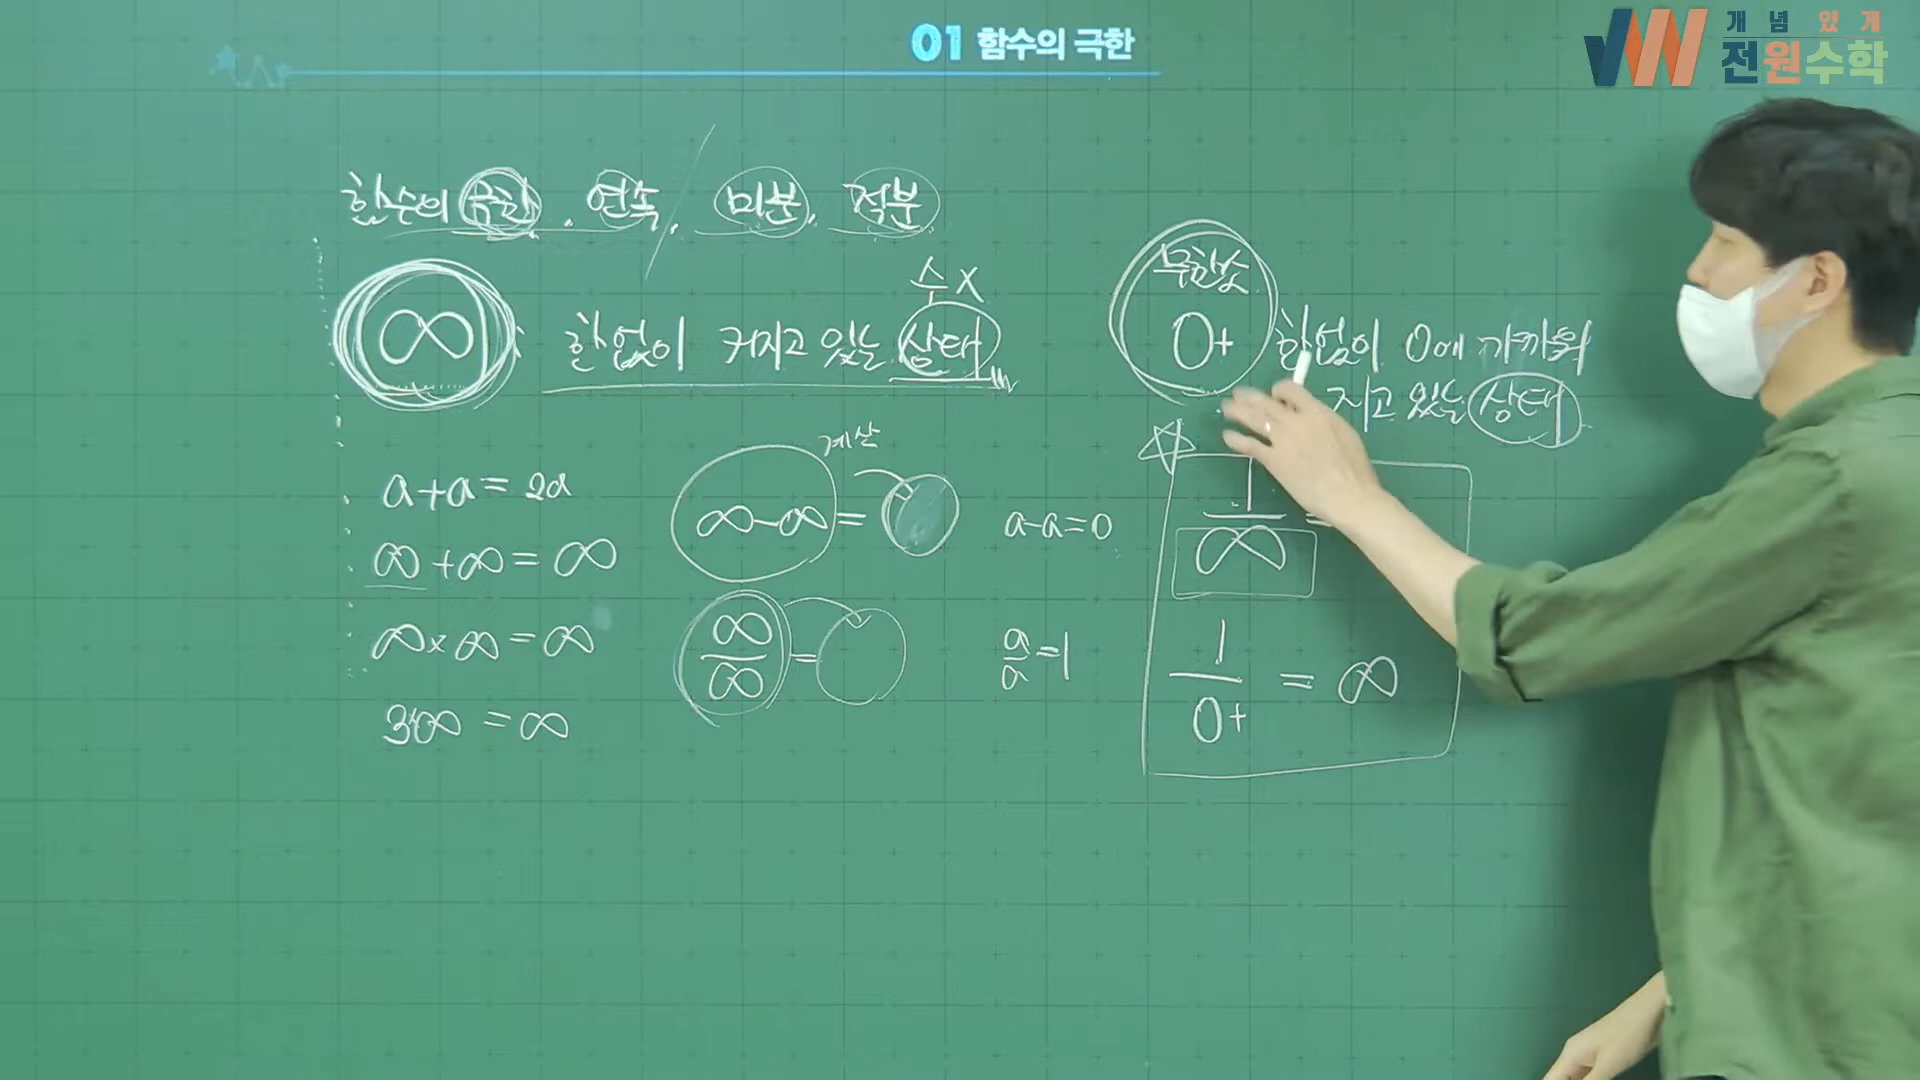 01 함수의 극한
개념있게
전원수학
함수의 극한, 연속, 미분, 적분
수 X
∞ 한없이 커지고 있는 상태
무한소
0+ 한없이 0에 가까워
지고 있는 상태
계산
a+a=2a
∞+∞=∞
∞×∞=∞
3·∞=∞
∞-∞=
a-a=0
∞/∞=
a/a=1
1/∞=
1/0+ = ∞